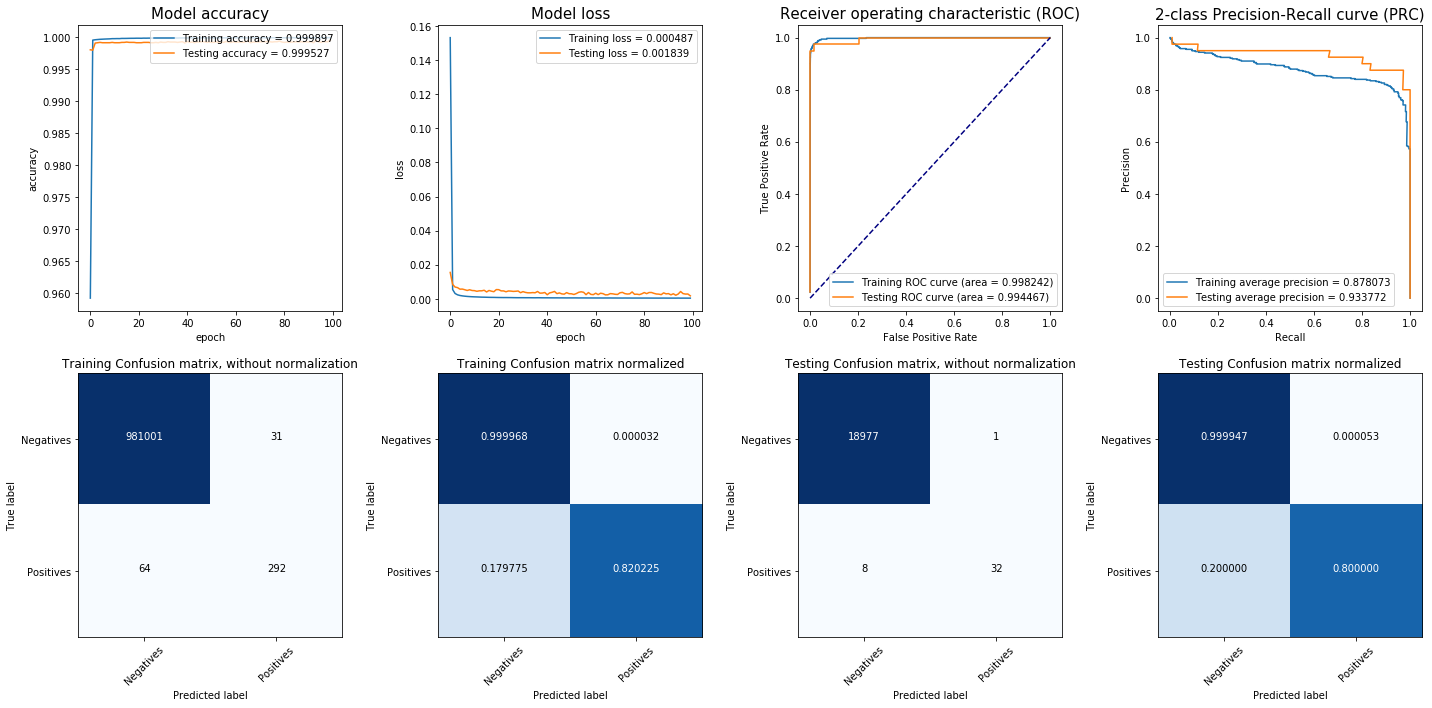 Model accuracy
Training accuracy = 0.999897
Testing accuracy = 0.999527
1.000
0.995
0.990
0.985
0.980
0.975
0.970
0.965
0.960
accuracy
0 20 40 60 80 100
epoch
Model loss
Training loss = 0.000487
Testing loss = 0.001839
0.16
0.14
0.12
0.10
0.08
0.06
0.04
0.02
0.00
loss
0 20 40 60 80 100
epoch
Receiver operating characteristic (ROC)
1.0
0.8
0.6
0.4
0.2
0.0
True Positive Rate
Training ROC curve (area = 0.998242)
Testing ROC curve (area = 0.994467)
0.0 0.2 0.4 0.6 0.8 1.0
False Positive Rate
2-class Precision-Recall curve (PRC)
1.0
0.8
0.6
0.4
0.2
0.0
Precision
Training average precision = 0.878073
Testing average precision = 0.933772
0.0 0.2 0.4 0.6 0.8 1.0
Recall
Training Confusion matrix, without normalization
True label
Negatives 981001 31
Positives 64 292
Negatives Positives
Predicted label
Training Confusion matrix normalized
True label
Negatives 0.999968 0.000032
Positives 0.179775 0.820225
Negatives Positives
Predicted label
Testing Confusion matrix, without normalization
True label
Negatives 18977 1
Positives 8 32
Negatives Positives
Predicted label
Testing Confusion matrix normalized
True label
Negatives 0.999947 0.000053
Positives 0.200000 0.800000
Negatives Positives
Predicted label